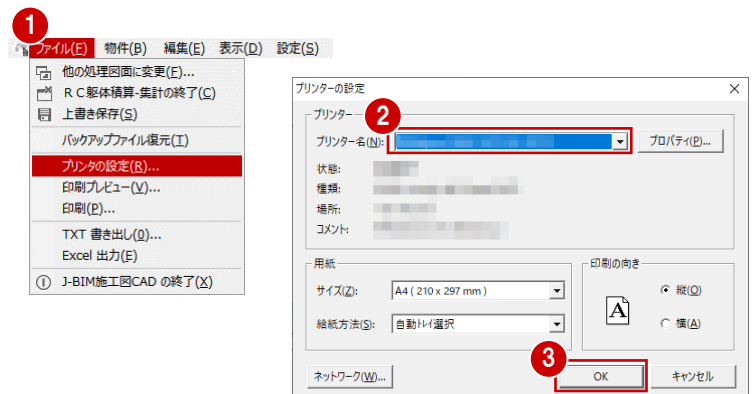 1
ファイル(F) 物件(B) 編集(E) 表示(D) 設定(S)
他の処理図面に変更(F)...
ＲＣ躯体積算-集計の終了(C)
上書き保存(S)
バックアップファイル復元(T)
プリンタの設定(R)...
印刷プレビュー(V)...
印刷(P)...
TXT 書き出し(0)...
Excel 出力(E)
J-BIM施工図CAD の終了(X)
プリンターの設定
プリンター
2
プリンター名(N):
プロパティ(P)...
状態:
種類:
場所:
コメント:
用紙
サイズ(Z): A4 ( 210 x 297 mm )
給紙方法(S): 自動トレイ選択
印刷の向き
A
縦(O)
横(A)
3
ネットワーク(W)... OK キャンセル